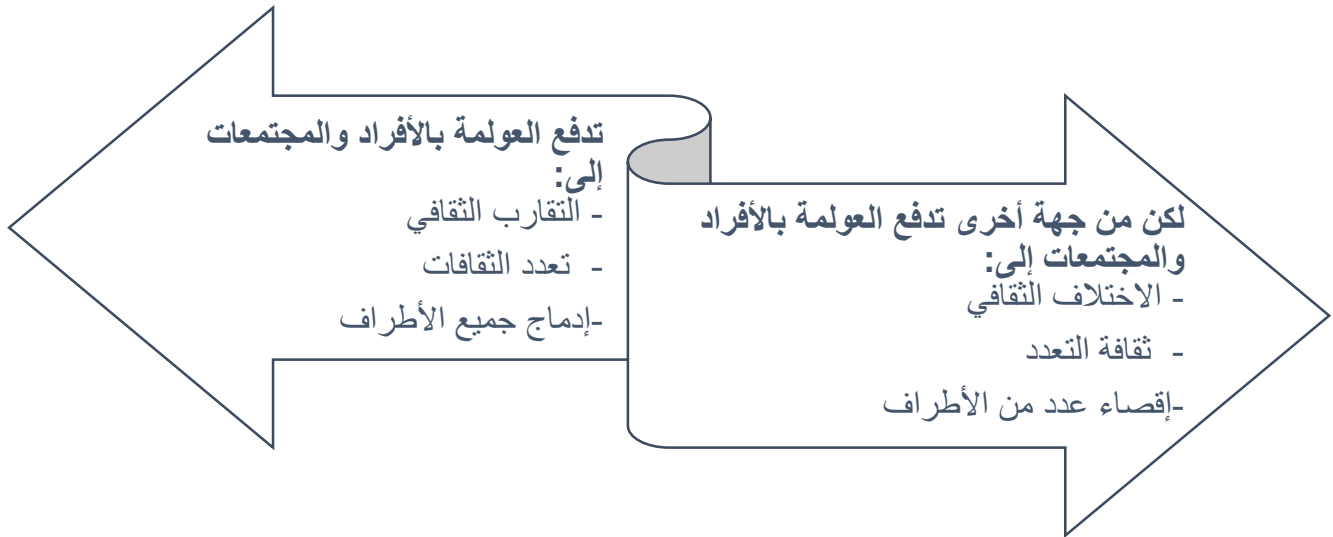 تدفع العولمة بالأفراد والمجتمعات
إلى:
- التقارب الثقافي
- تعدد الثقافات
-إدماج جميع الأطراف
لكن من جهة أخرى تدفع العولمة بالأفراد
والمجتمعات إلى:
- الاختلاف الثقافي
- ثقافة التعدد
-إقصاء عدد من الأطراف